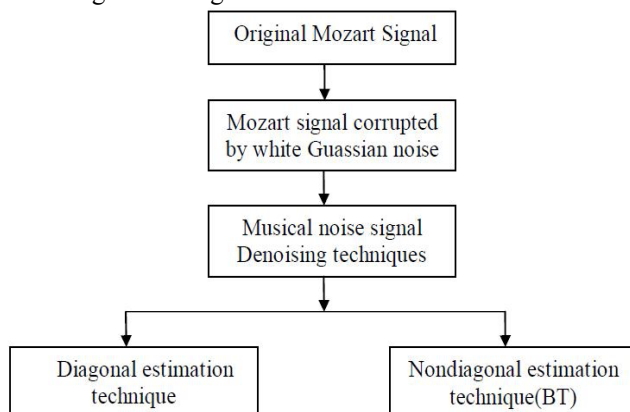 Original Mozart Signal
Mozart signal corrupted
by white Guassian noise
Musical noise signal
Denoising techniques
Diagonal estimation
technique
Nondiagonal estimation
technique(BT)